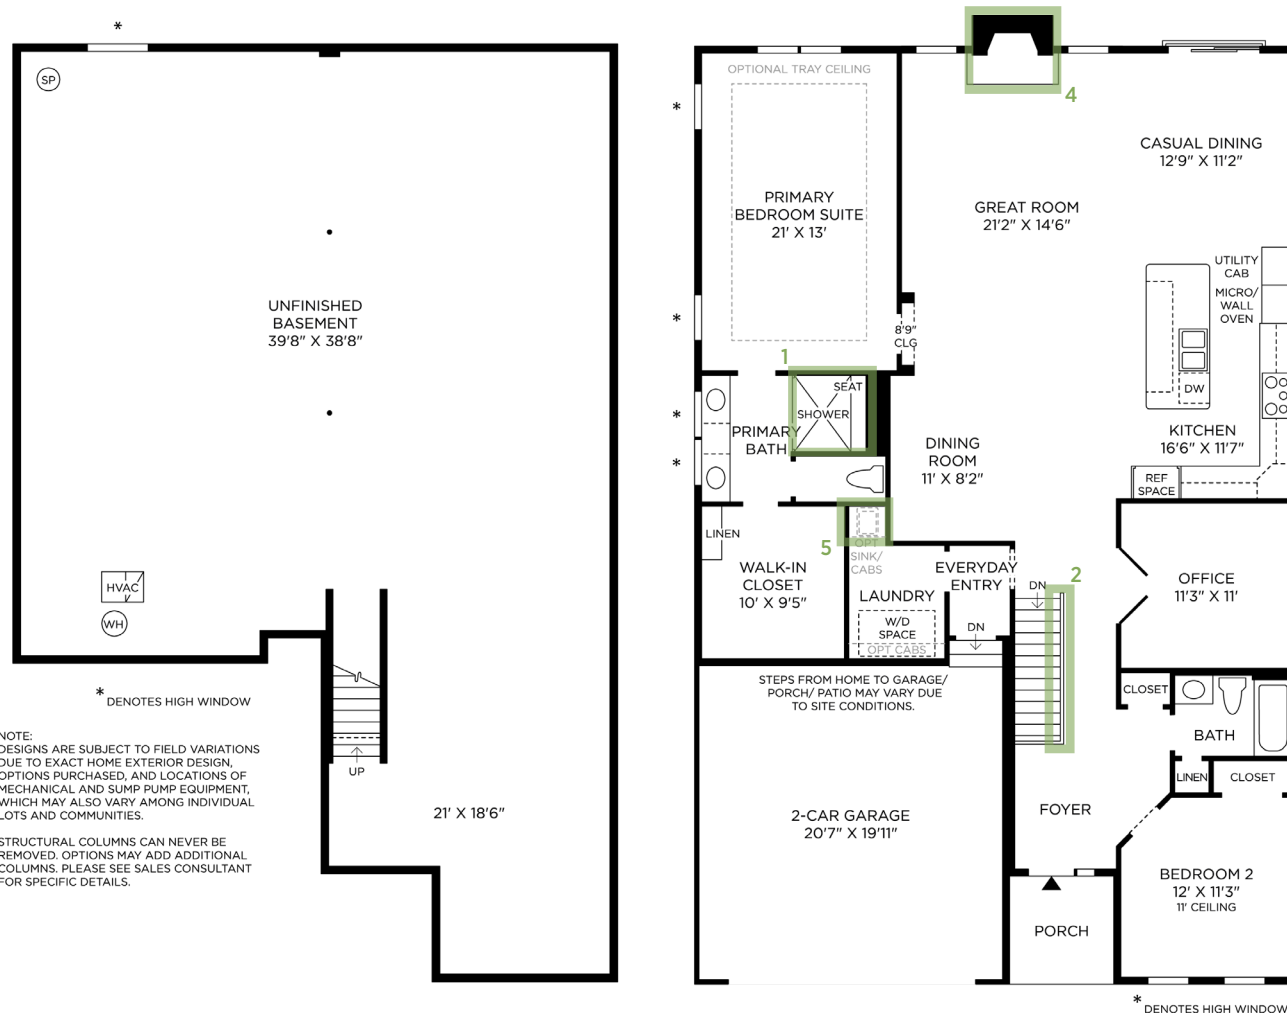 *
SP
UNFINISHED
BASEMENT
39'8" X 38'8"
HVAC
WH
UP
21' X 18'6"
* DENOTES HIGH WINDOW
NOTE:
DESIGNS ARE SUBJECT TO FIELD VARIATIONS
DUE TO EXACT HOME EXTERIOR DESIGN,
OPTIONS PURCHASED, AND LOCATIONS OF
MECHANICAL AND SUMP PUMP EQUIPMENT,
WHICH MAY ALSO VARY AMONG INDIVIDUAL
LOTS AND COMMUNITIES.
STRUCTURAL COLUMNS CAN NEVER BE
REMOVED. OPTIONS MAY ADD ADDITIONAL
COLUMNS. PLEASE SEE SALES CONSULTANT
FOR SPECIFIC DETAILS.
OPTIONAL TRAY CEILING
*
4
PRIMARY
BEDROOM SUITE
21' X 13'
GREAT ROOM
21'2" X 14'6"
CASUAL DINING
12'9" X 11'2"
*
8'9"
CLG
UTILITY
CAB
MICRO/
WALL
OVEN
DW
KITCHEN
16'6" X 11'7"
REF
SPACE
1
SEAT
SHOWER
*
*
PRIMARY
BATH
DINING
ROOM
11' X 8'2"
LINEN
WALK-IN
CLOSET
10' X 9'5"
5
OPT
SINK/
CABS
LAUNDRY
W/D
SPACE
OPT CABS
EVERYDAY
ENTRY
DN
DN
2
OFFICE
11'3" X 11'
STEPS FROM HOME TO GARAGE/
PORCH/ PATIO MAY VARY DUE
TO SITE CONDITIONS.
CLOSET
BATH
LINEN
CLOSET
2-CAR GARAGE
20'7" X 19'11"
FOYER
BEDROOM 2
12' X 11'3"
11' CEILING
PORCH
* DENOTES HIGH WINDOW